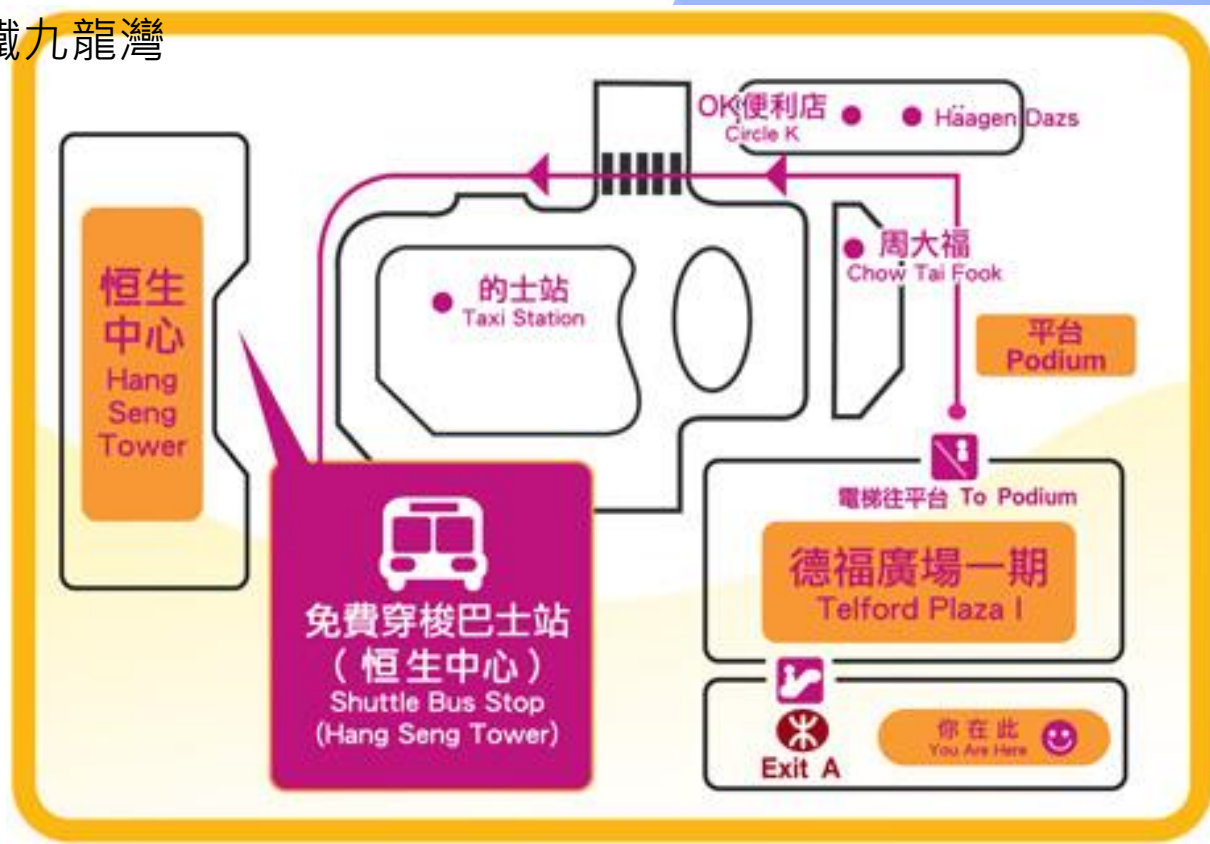 鐵九龍灣
OK便利店
Circle K
Häagen Dazs
周大福
Chow Tai Fook
的士站
Taxi Station
平台
Podium
恒生
中心
Hang
Seng
Tower
電梯往平台 To Podium
德福廣場一期
Telford Plaza I
免費穿梭巴士站
(恒生中心)
Shuttle Bus Stop
(Hang Seng Tower)
Exit A
你在此
You Are Here